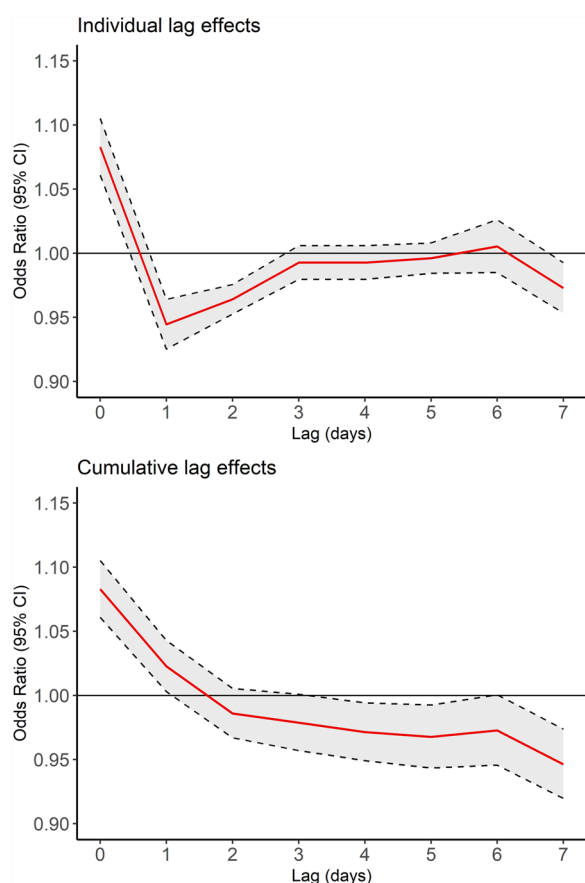 Individual lag effects
1.15
1.10
1.05
1.00
0.95
0.90
Odds Ratio (95% CI)
0 1 2 3 4 5 6 7
Lag (days)
Cumulative lag effects
1.15
1.10
1.05
1.00
0.95
0.90
Odds Ratio (95% CI)
0 1 2 3 4 5 6 7
Lag (days)